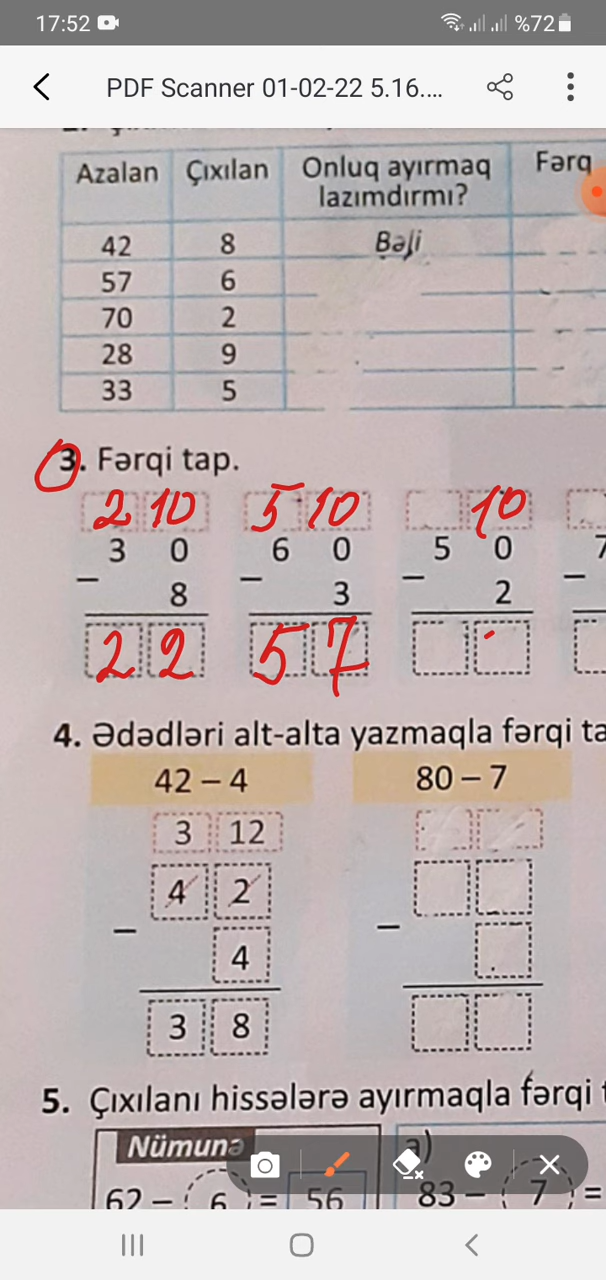 17:52 %72
PDF Scanner 01-02-22 5.16....
Azalan Çıxılan Onluq ayırmaq lazımdırmı? Fərq
42 8 Bəli
57 6
70 2
28 9
33 5
3. Fərqi tap.
2 10 5 10 10
3 0 6 0 5 0 7
− 8 − 3 − 2 −
2 2 5 7
4. Ədədləri alt-alta yazmaqla fərqi ta
42 – 4 80 – 7
3 12
4 2
− −
4
3 8
5. Çıxılanı hissələrə ayırmaqla fərqi t
Nümunə a)
62 – 6 = 56 83 – 7 =